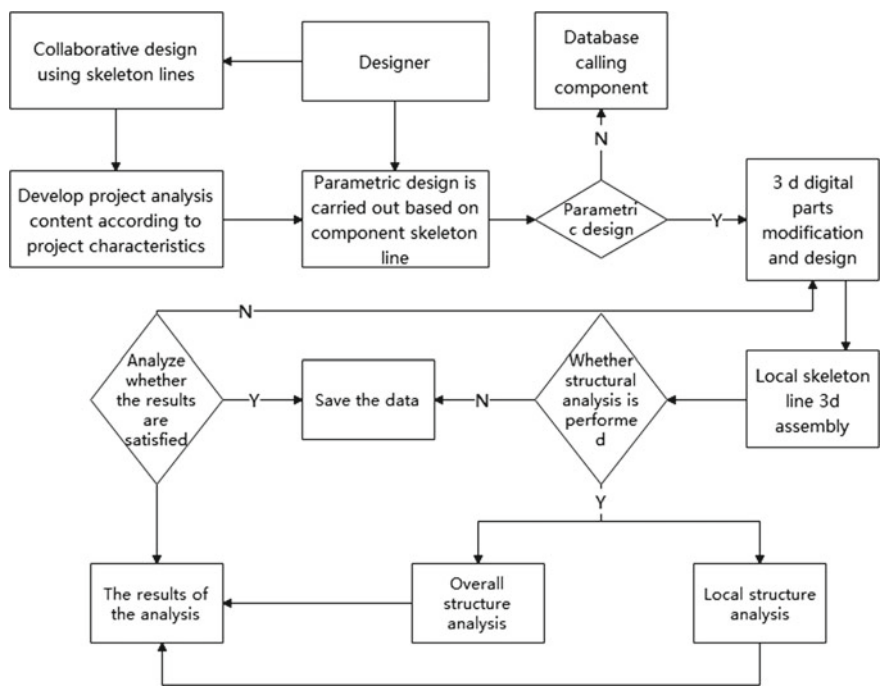 Collaborative design
using skeleton lines
Designer
Database
calling
component
N
Develop project analysis
content according to
project characteristics
Parametric design is
carried out based on
component skeleton
line
Parametri
c design
Y
3 d digital
parts
modification
and design
N
Analyze
whether
the results
are
satisfied
Y
Save the data
N
Whether
structural
analysis is
performe
d
Local skeleton
line 3d
assembly
Y
The results of
the analysis
Overall
structure
analysis
Local structure
analysis